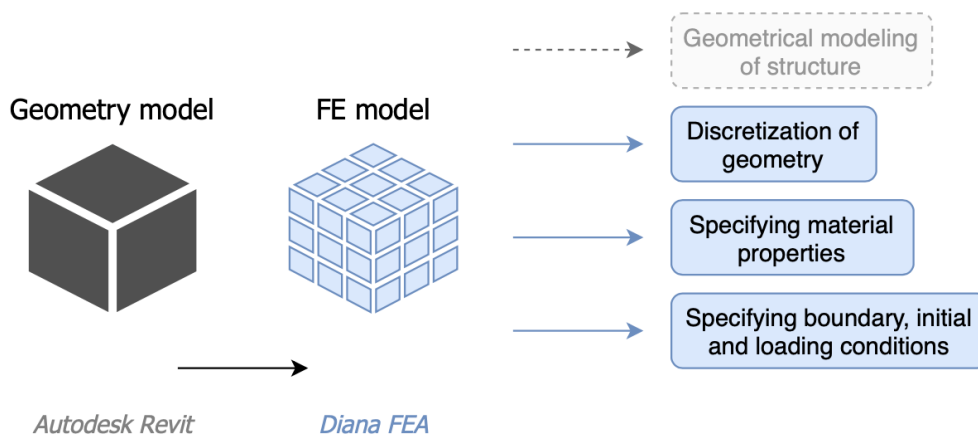 Geometry model
FE model
Autodesk Revit
Diana FEA
Geometrical modeling
of structure
Discretization of
geometry
Specifying material
properties
Specifying boundary, initial
and loading conditions